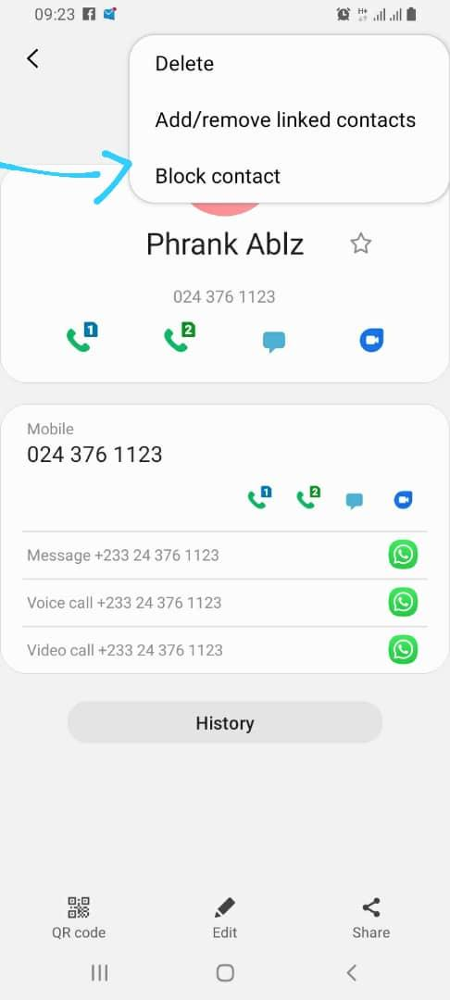 09:23
H+
Delete
Add/remove linked contacts
Block contact
Phrank Ablz
024 376 1123
1
2
Mobile
024 376 1123
1
2
Message +233 24 376 1123
Voice call +233 24 376 1123
Video call +233 24 376 1123
History
QR code
Edit
Share